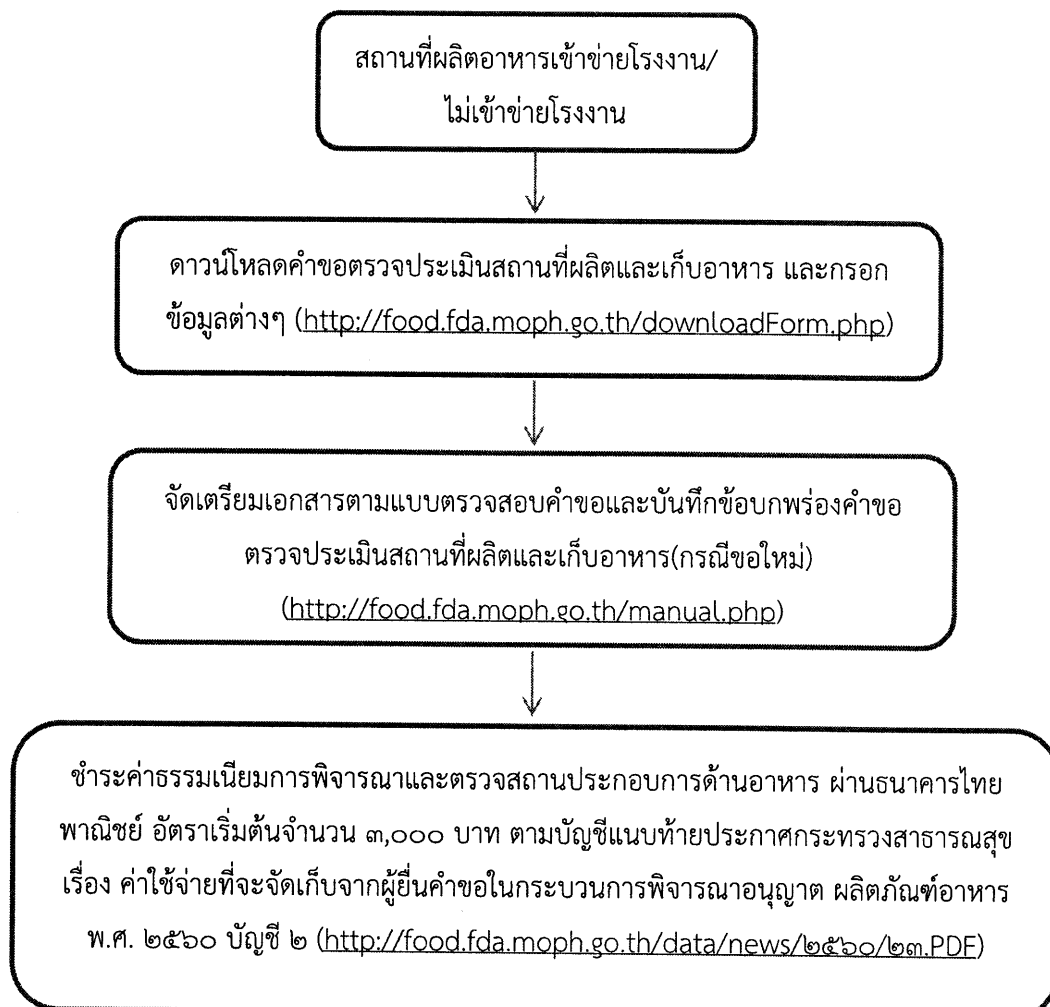 สถานที่ผลิตอาหารเข้าข่ายโรงงาน/
ไม่เข้าข่ายโรงงาน
ดาวน์โหลดคำขอตรวจประเมินสถานที่ผลิตและเก็บอาหาร และกรอก
ข้อมูลต่างๆ (http://food.fda.moph.go.th/downloadForm.php)
จัดเตรียมเอกสารตามแบบตรวจสอบคำขอและบันทึกข้อบกพร่องคำขอ
ตรวจประเมินสถานที่ผลิตและเก็บอาหาร(กรณีขอใหม่)
(http://food.fda.moph.go.th/manual.php)
ชำระค่าธรรมเนียมการพิจารณาและตรวจสถานประกอบการด้านอาหาร ผ่านธนาคารไทย
พาณิชย์ อัตราเริ่มต้นจำนวน ๓,๐๐๐ บาท ตามบัญชีแนบท้ายประกาศกระทรวงสาธารณสุข
เรื่อง ค่าใช้จ่ายที่จะจัดเก็บจากผู้ยื่นคำขอในกระบวนการพิจารณาอนุญาต ผลิตภัณฑ์อาหาร
พ.ศ. ๒๕๖๐ บัญชี ๒ (http://food.fda.moph.go.th/data/news/๒๕๖๐/๒๓.PDF)